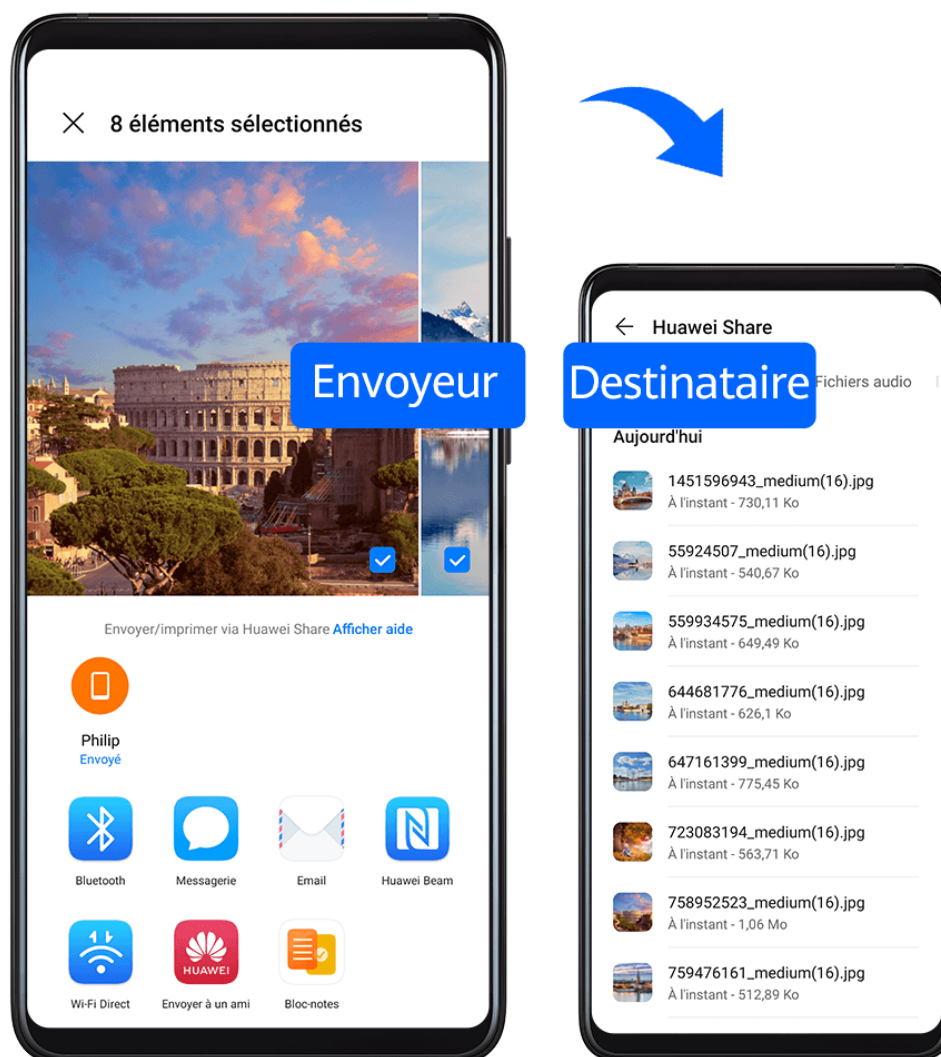 8 éléments sélectionnés
Envoyeur
Envoyer/imprimer via Huawei Share Afficher aide
Philip
Envoyé
Bluetooth
Messagerie
Email
Huawei Beam
HUAWEI
Wi-Fi Direct
Envoyer à un ami
Bloc-notes
Huawei Share
Destinataire
Fichiers audio
Aujourd'hui
1451596943_medium(16).jpg
À l'instant - 730,11 Ko
55924507_medium(16).jpg
À l'instant - 540,67 Ko
559934575_medium(16).jpg
À l'instant - 649,49 Ko
644681776_medium(16).jpg
À l'instant - 626,1 Ko
647161399_medium(16).jpg
À l'instant - 775,45 Ko
723083194_medium(16).jpg
À l'instant - 563,71 Ko
758952523_medium(16).jpg
À l'instant - 1,06 Mo
759476161_medium(16).jpg
À l'instant - 512,89 Ko